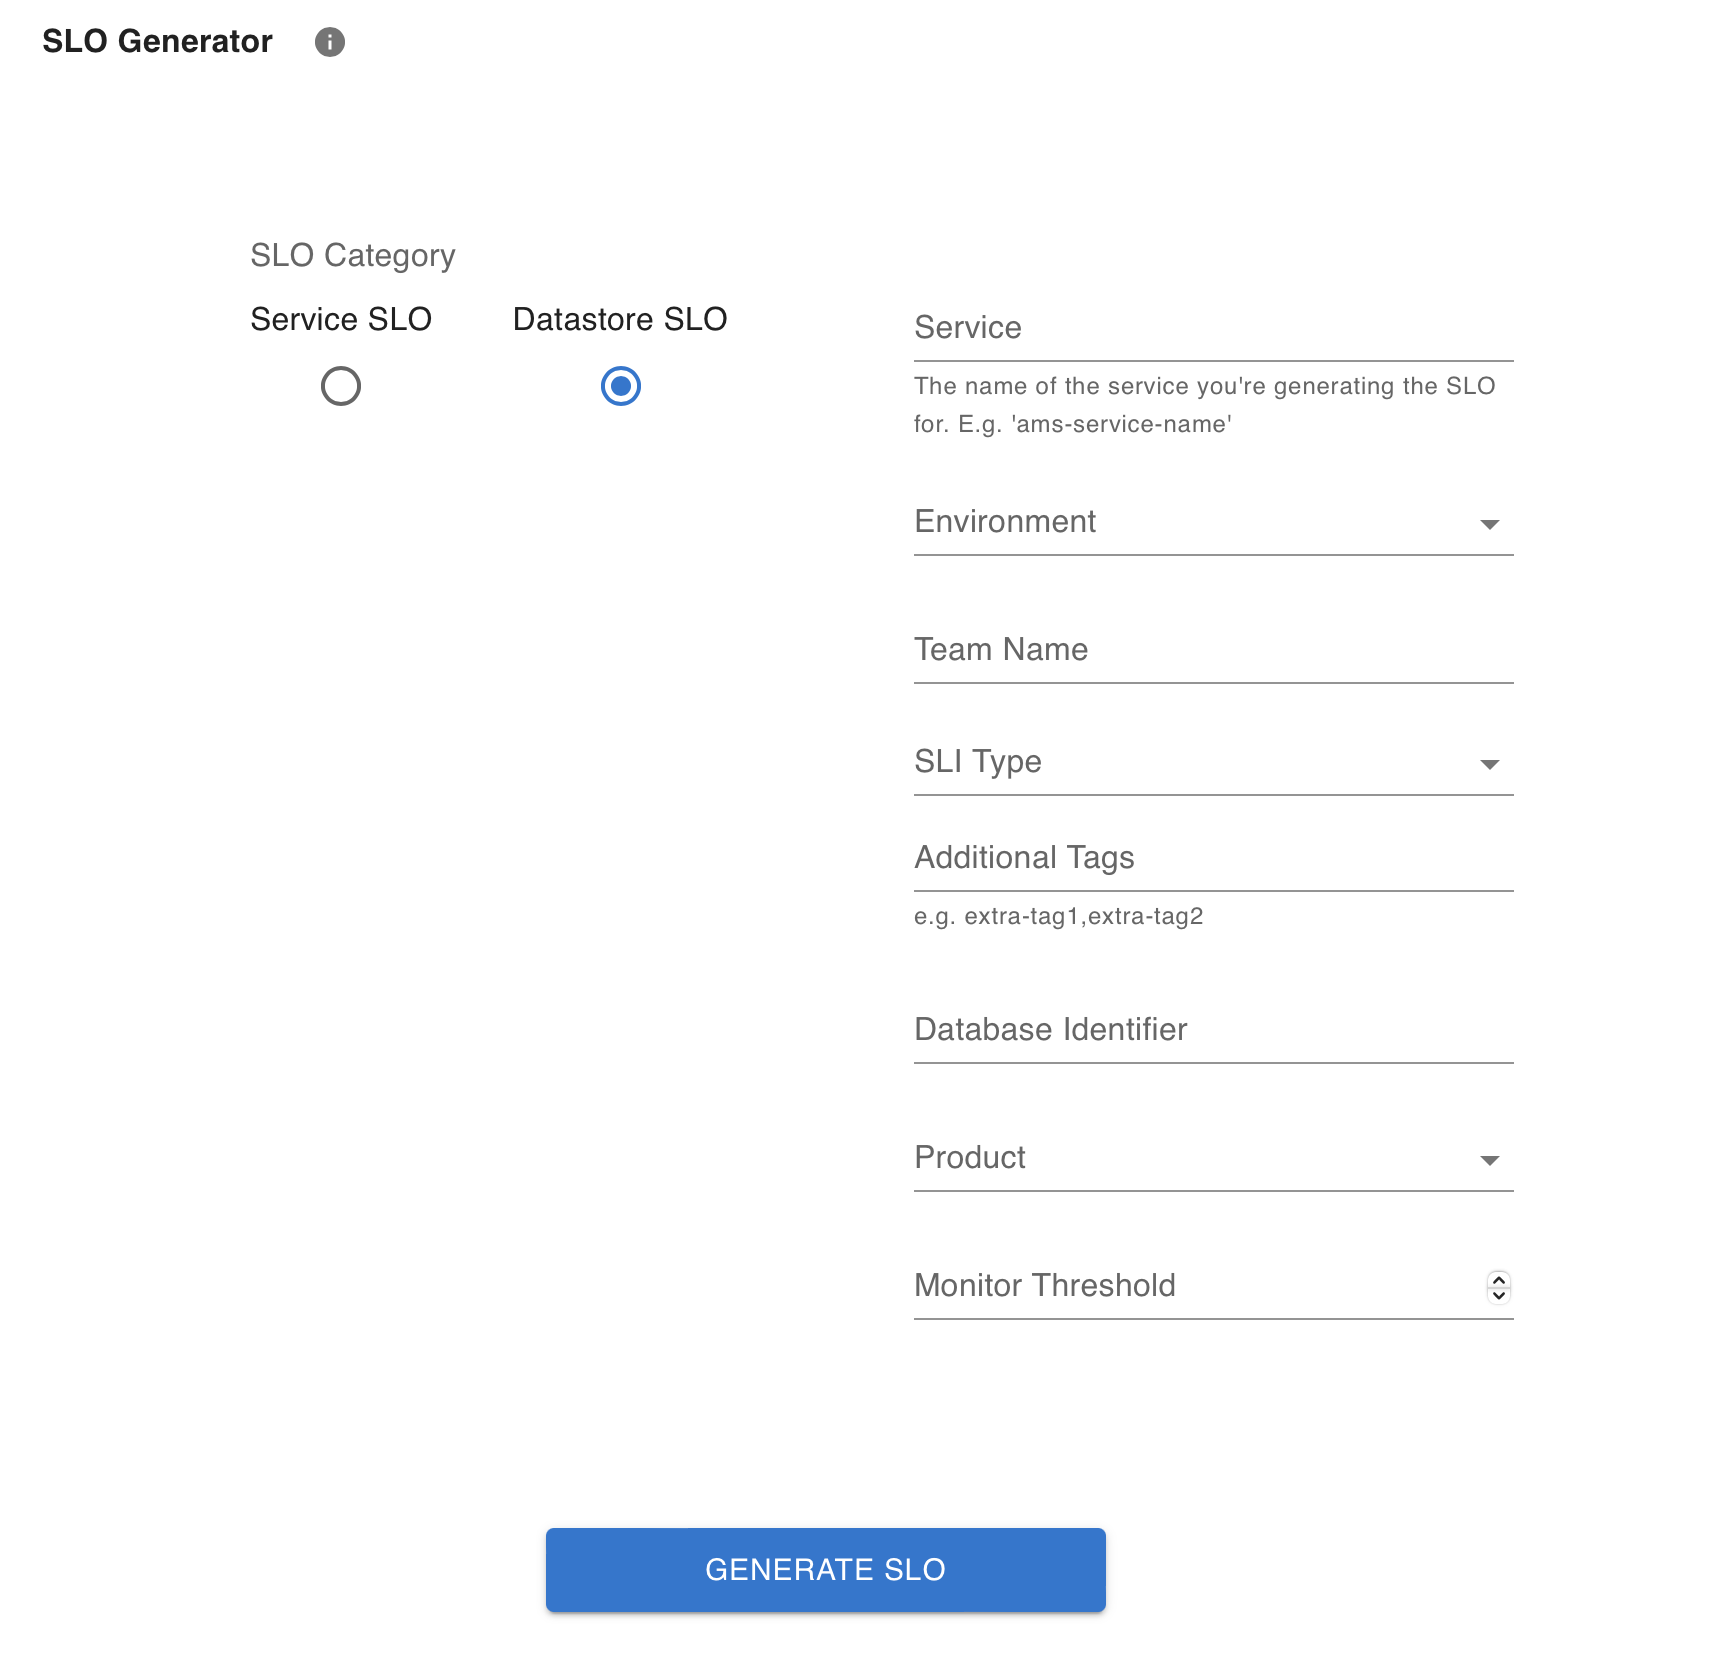 SLO Generator
SLO Category
Service SLO
Datastore SLO
Service
The name of the service you're generating the SLO
for. E.g. 'ams-service-name'
Environment
Team Name
SLI Type
Additional Tags
e.g. extra-tag1,extra-tag2
Database Identifier
Product
Monitor Threshold
GENERATE SLO